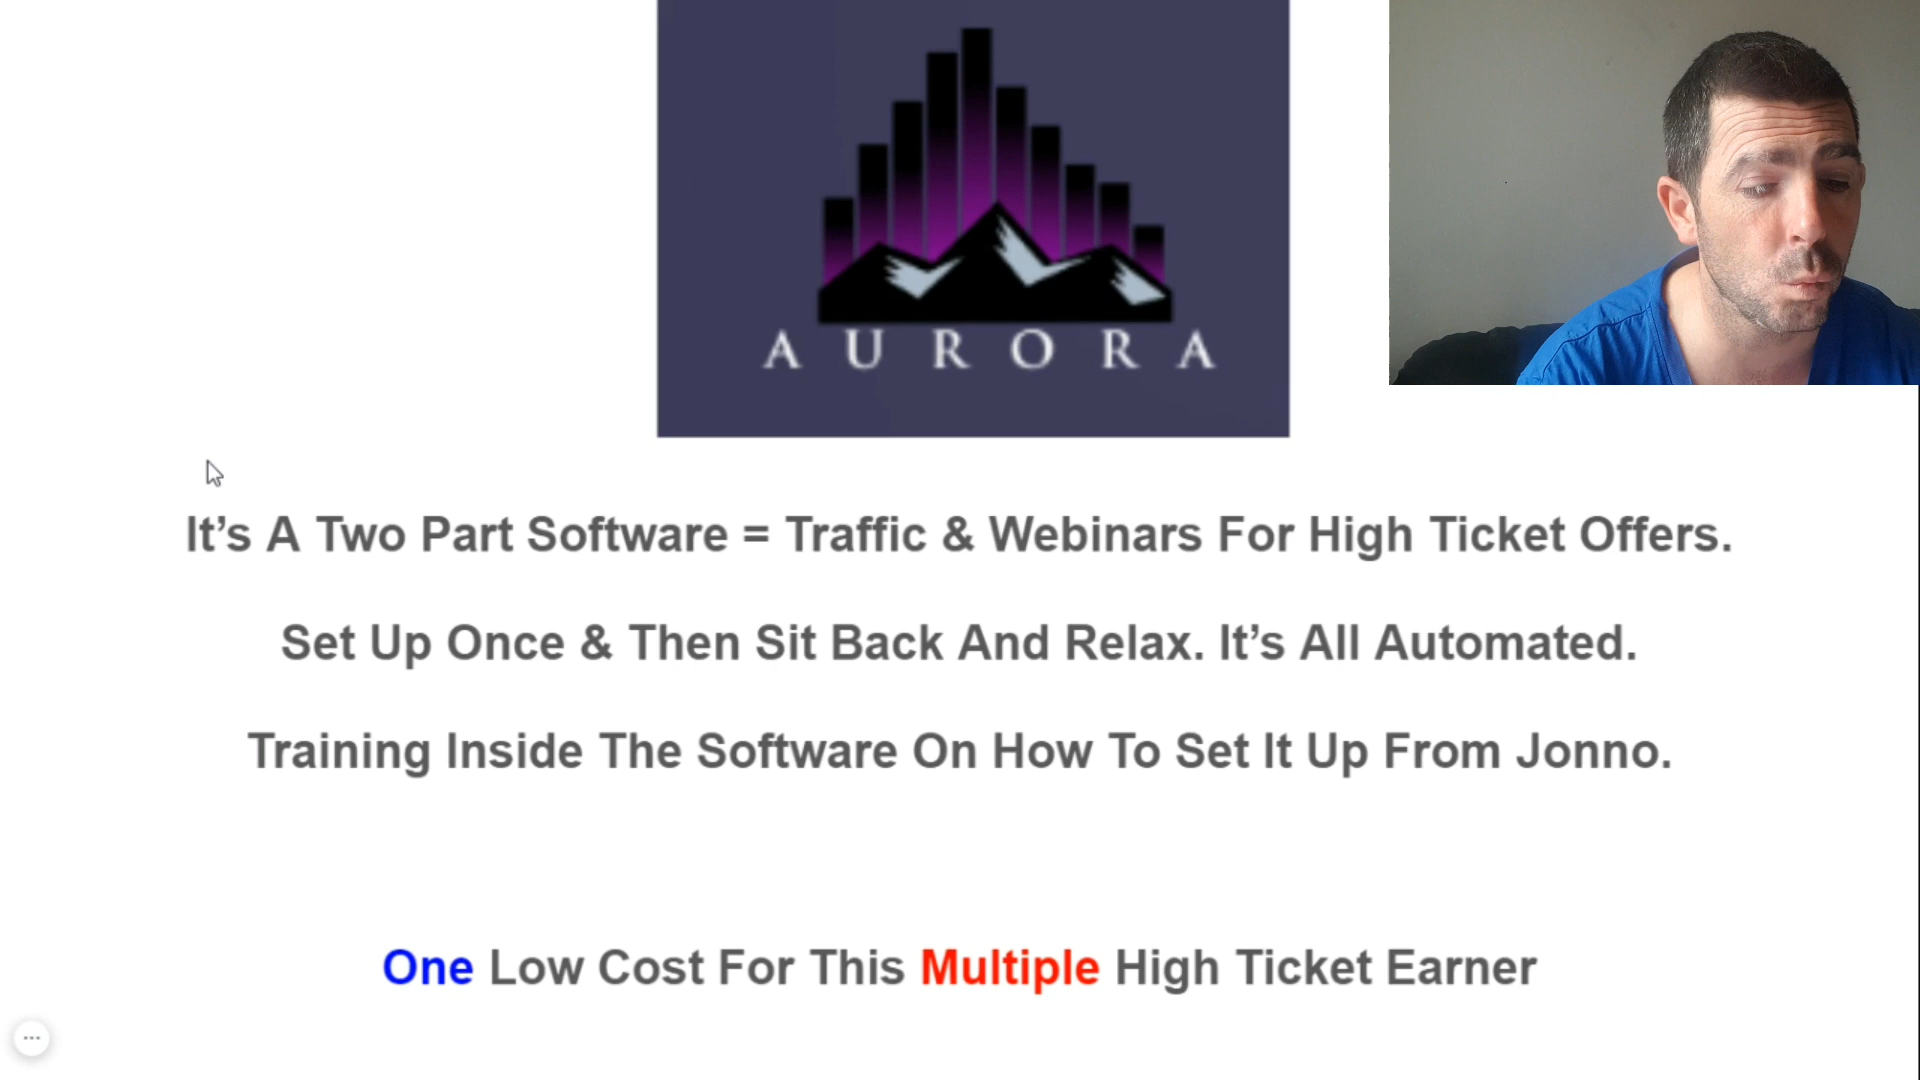 AURORA
It’s A Two Part Software = Traffic & Webinars For High Ticket Offers.
Set Up Once & Then Sit Back And Relax. It’s All Automated.
Training Inside The Software On How To Set It Up From Jonno.
One Low Cost For This Multiple High Ticket Earner